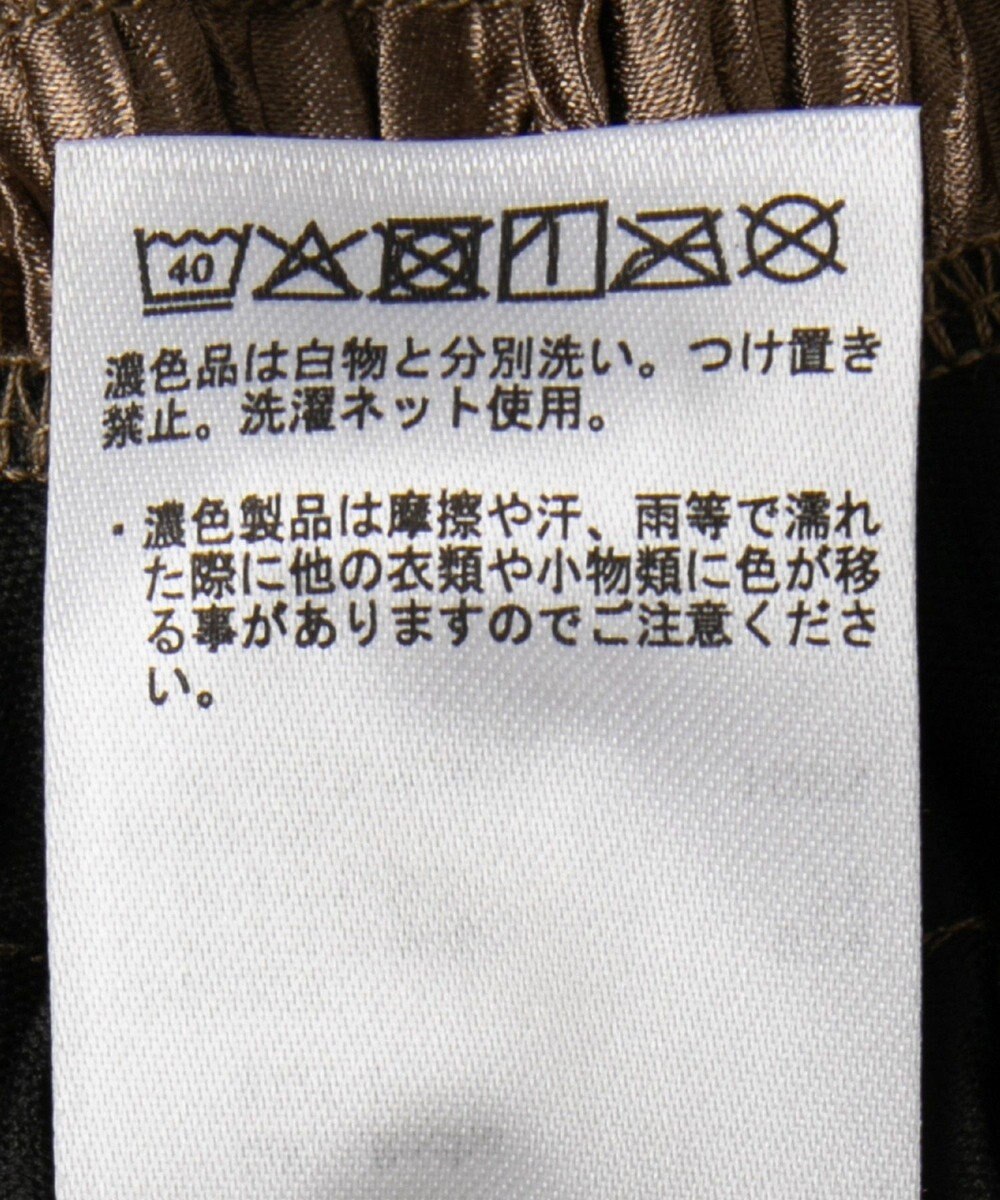 40
濃色品は白物と分別洗い。つけ置き
禁止。洗濯ネット使用。
・濃色製品は摩擦や汗、雨等で濡れ
た際に他の衣類や小物類に色が移
る事がありますのでご注意くださ
い。